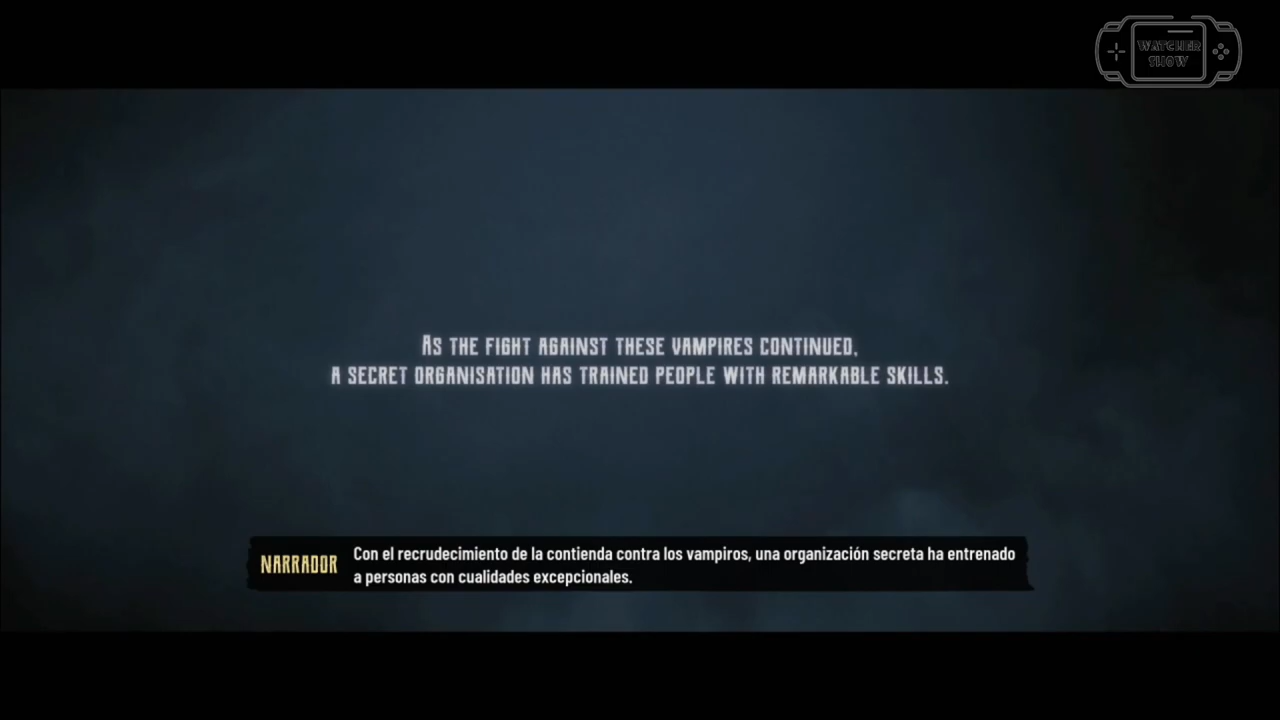 WATCHER
SHOW
AS THE FIGHT AGAINST THESE VAMPIRES CONTINUED,
A SECRET ORGANISATION HAS TRAINED PEOPLE WITH REMARKABLE SKILLS.
NARRADOR
Con el recrudecimiento de la contienda contra los vampiros, una organización secreta ha entrenado
a personas con cualidades excepcionales.